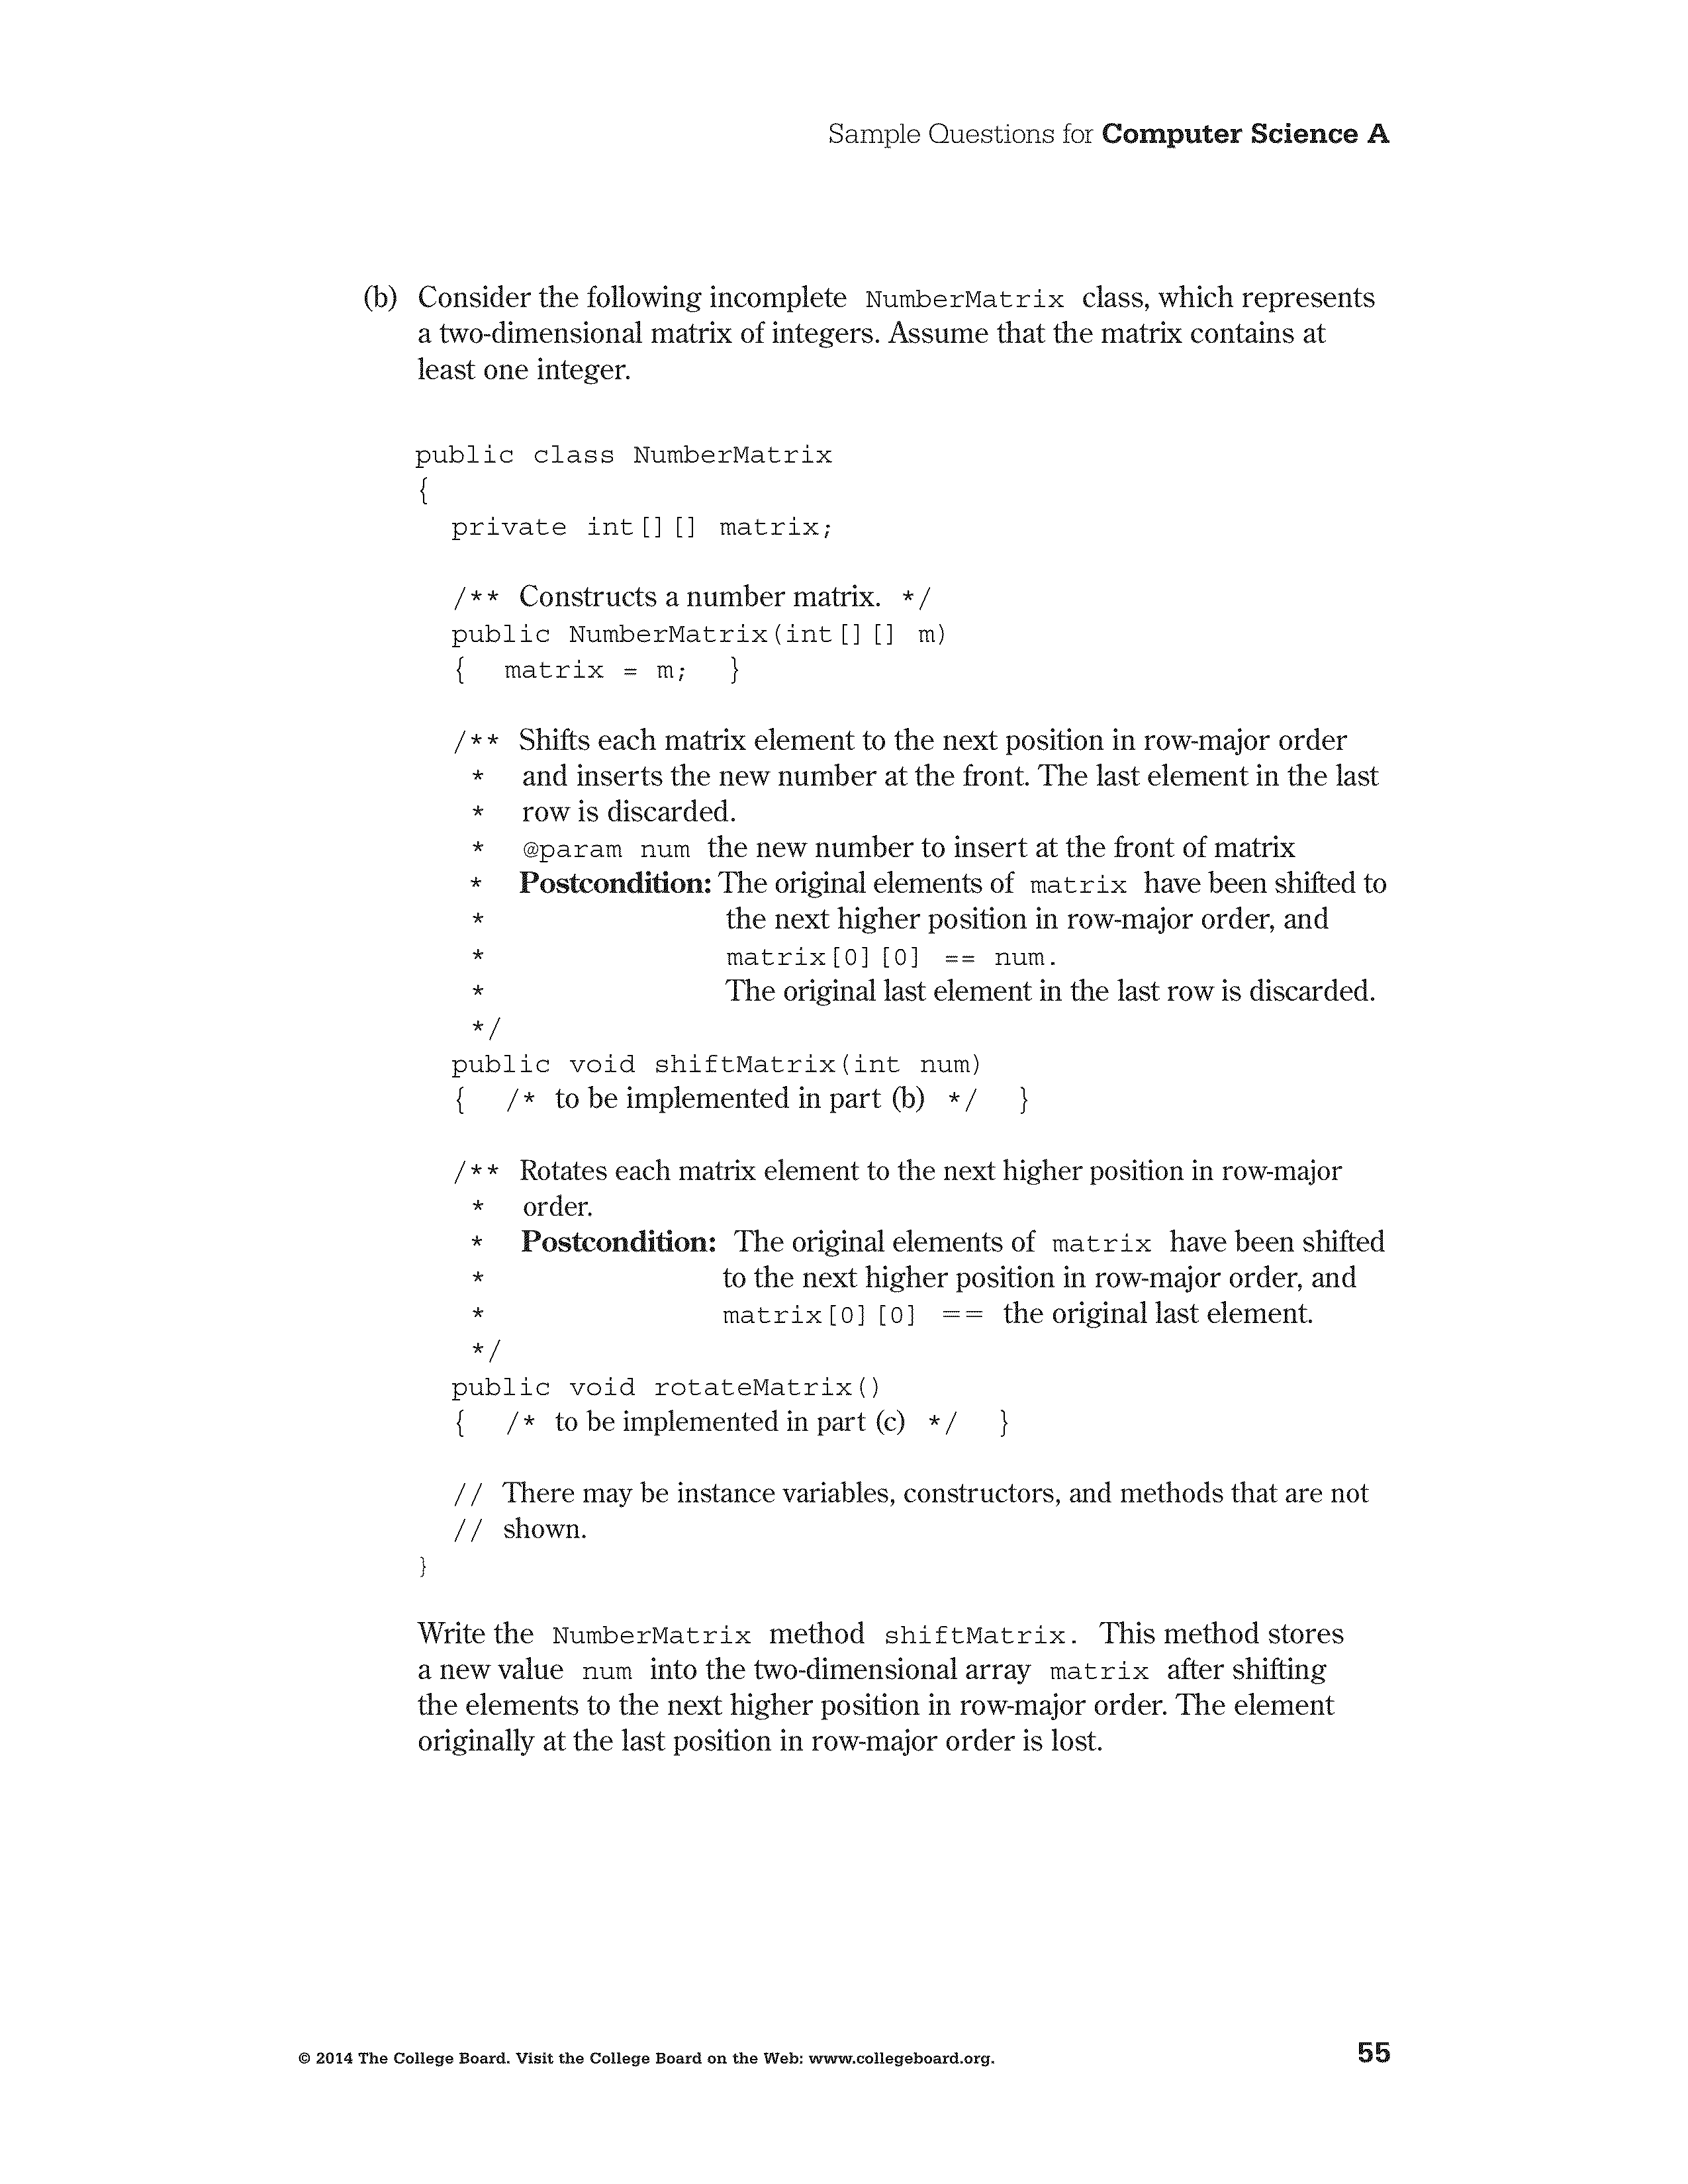 Sample Questions for Computer Science A
(b) Consider the following incomplete NumberMatrix class, which represents
a two-dimensional matrix of integers. Assume that the matrix contains at
least one integer.
public class NumberMatrix
{
private int[][] matrix;
/** Constructs a number matrix. */
public NumberMatrix(int[][] m)
{ matrix = m; }
/** Shifts each matrix element to the next position in row-major order
* and inserts the new number at the front. The last element in the last
* row is discarded.
* @param num the new number to insert at the front of matrix
* Postcondition: The original elements of matrix have been shifted to
* the next higher position in row-major order, and
* matrix[0][0] == num.
* The original last element in the last row is discarded.
*/
public void shiftMatrix(int num)
{ /* to be implemented in part (b) */ }
/** Rotates each matrix element to the next higher position in row-major
* order.
* Postcondition: The original elements of matrix have been shifted
* to the next higher position in row-major order, and
* matrix[0][0] == the original last element.
*/
public void rotateMatrix()
{ /* to be implemented in part (c) */ }
// There may be instance variables, constructors, and methods that are not
// shown.
}
Write the NumberMatrix method shiftMatrix. This method stores
a new value num into the two-dimensional array matrix after shifting
the elements to the next higher position in row-major order. The element
originally at the last position in row-major order is lost.
© 2014 The College Board. Visit the College Board on the Web: www.collegeboard.org.
55